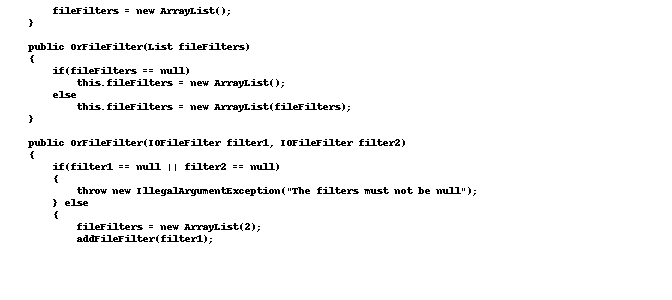 fileFilters = new ArrayList();
}
public OrFileFilter(List fileFilters)
{
if(fileFilters == null)
this.fileFilters = new ArrayList();
else
this.fileFilters = new ArrayList(fileFilters);
}
public OrFileFilter(IOFileFilter filter1, IOFileFilter filter2)
{
if(filter1 == null || filter2 == null)
{
throw new IllegalArgumentException("The filters must not be null");
} else
{
fileFilters = new ArrayList(2);
addFileFilter(filter1);